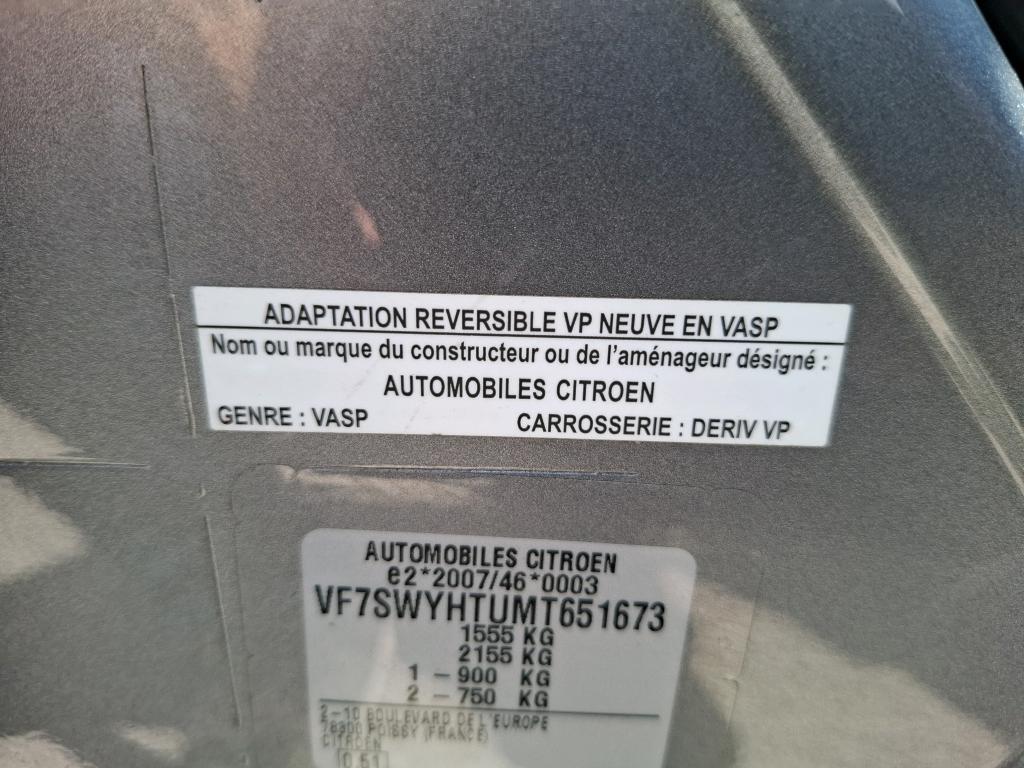 ADAPTATION REVERSIBLE VP NEUVE EN VASP
Nom ou marque du constructeur ou de l'aménageur désigné :
AUTOMOBILES CITROEN
GENRE : VASP CARROSSERIE : DERIV VP
AUTOMOBILES CITROEN
e2*2007/46*0003
VF7SWYHTUMT651673
1555 KG
2155 KG
1 – 900 KG
2 – 750 KG
2–10 BOULEVARD DE L'EUROPE
78300 POISSY (FRANCE)
CITROEN
0.51